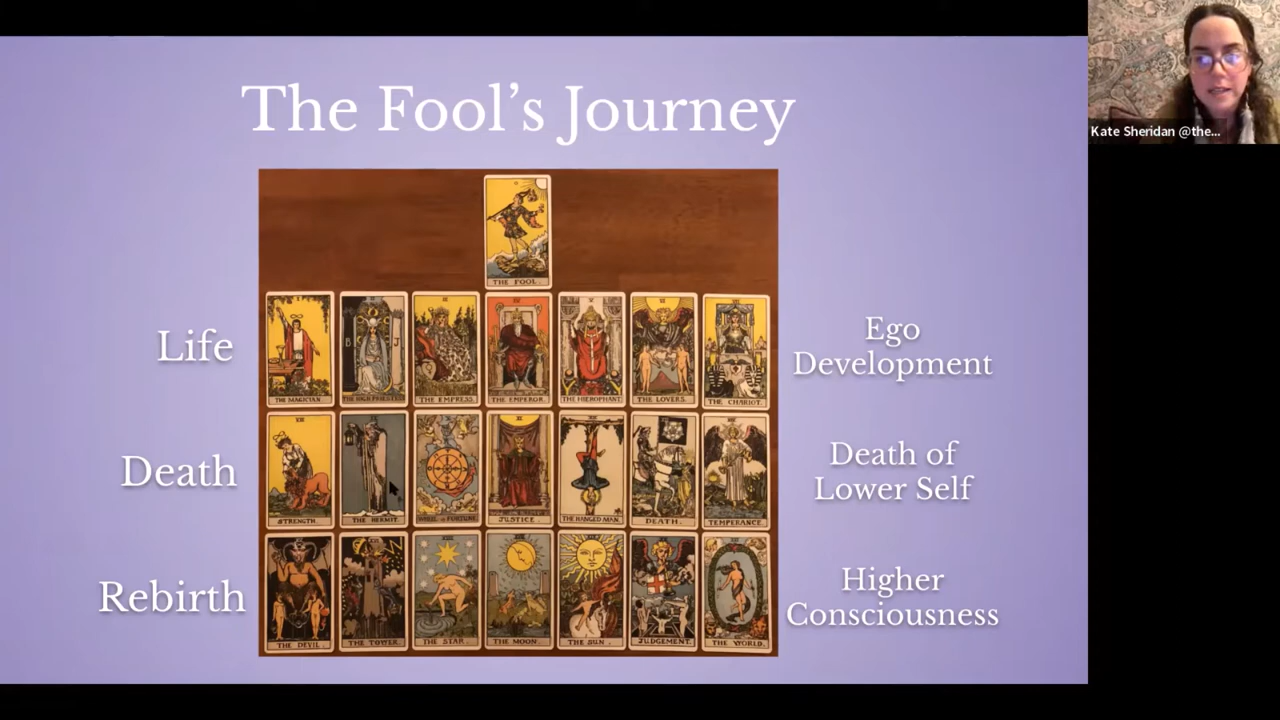 The Fool's Journey
Kate Sheridan @the...
THE FOOL.
Life
Ego
Development
THE MAGICIAN
THE HIGH PRIESTESS
THE EMPRESS.
THE EMPEROR.
THE HIEROPHANT.
THE LOVERS.
THE CHARIOT.
B
J
Death
Death of
Lower Self
STRENGTH.
THE HERMIT.
WHEEL of FORTUNE.
JUSTICE.
THE HANGED MAN.
DEATH.
TEMPERANCE.
Rebirth
Higher
Consciousness
THE DEVIL.
THE TOWER.
THE STAR.
THE MOON.
THE SUN.
JUDGEMENT.
THE WORLD.